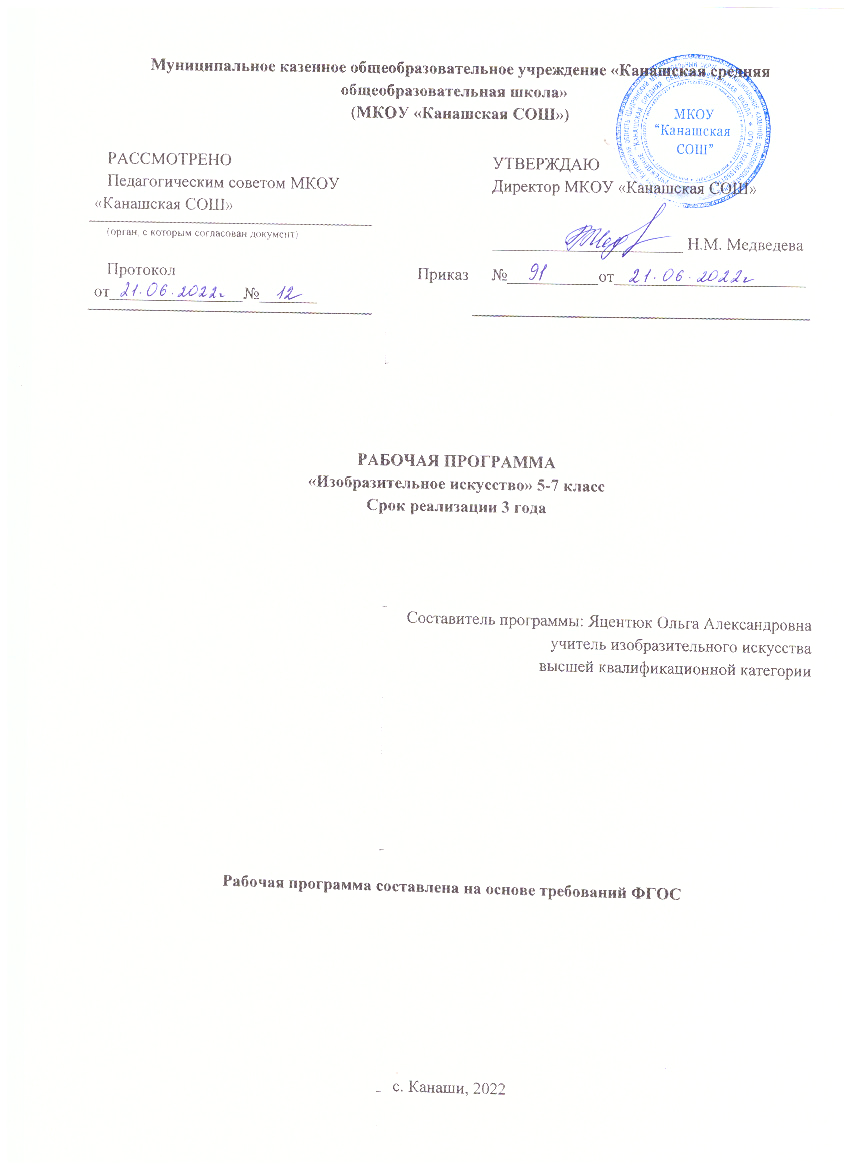 Муниципальное казенное общеобразовательное учреждение «Канашская средняя
общеобразовательная школа»
(МКОУ «Канашская СОШ»)
МКОУ
“Канашская
СОШ”
РАССМОТРЕНО
Педагогическим советом МКОУ
«Канашская СОШ»
(орган, с которым согласован документ)
Протокол
от 21.06.2022г № 12
УТВЕРЖДАЮ
Директор МКОУ «Канашская СОШ»
Н.М. Медведева
Приказ № 91 от 21.06.2022г
РАБОЧАЯ ПРОГРАММА
«Изобразительное искусство» 5-7 класс
Срок реализации 3 года
Составитель программы: Яцентюк Ольга Александровна
учитель изобразительного искусства
высшей квалификационной категории
Рабочая программа составлена на основе требований ФГОС
с. Канаши, 2022